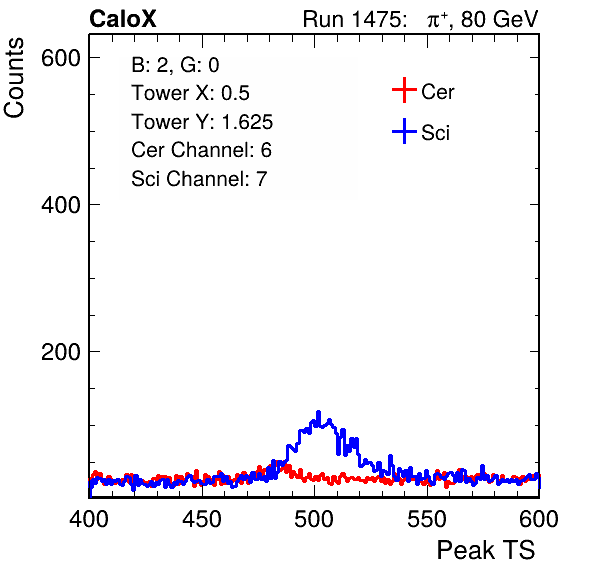 CaloX
Run 1475: π⁺, 80 GeV
Counts
600
400
200
B: 2, G: 0
Tower X: 0.5
Tower Y: 1.625
Cer Channel: 6
Sci Channel: 7
Cer
Sci
400 450 500 550 600
Peak TS